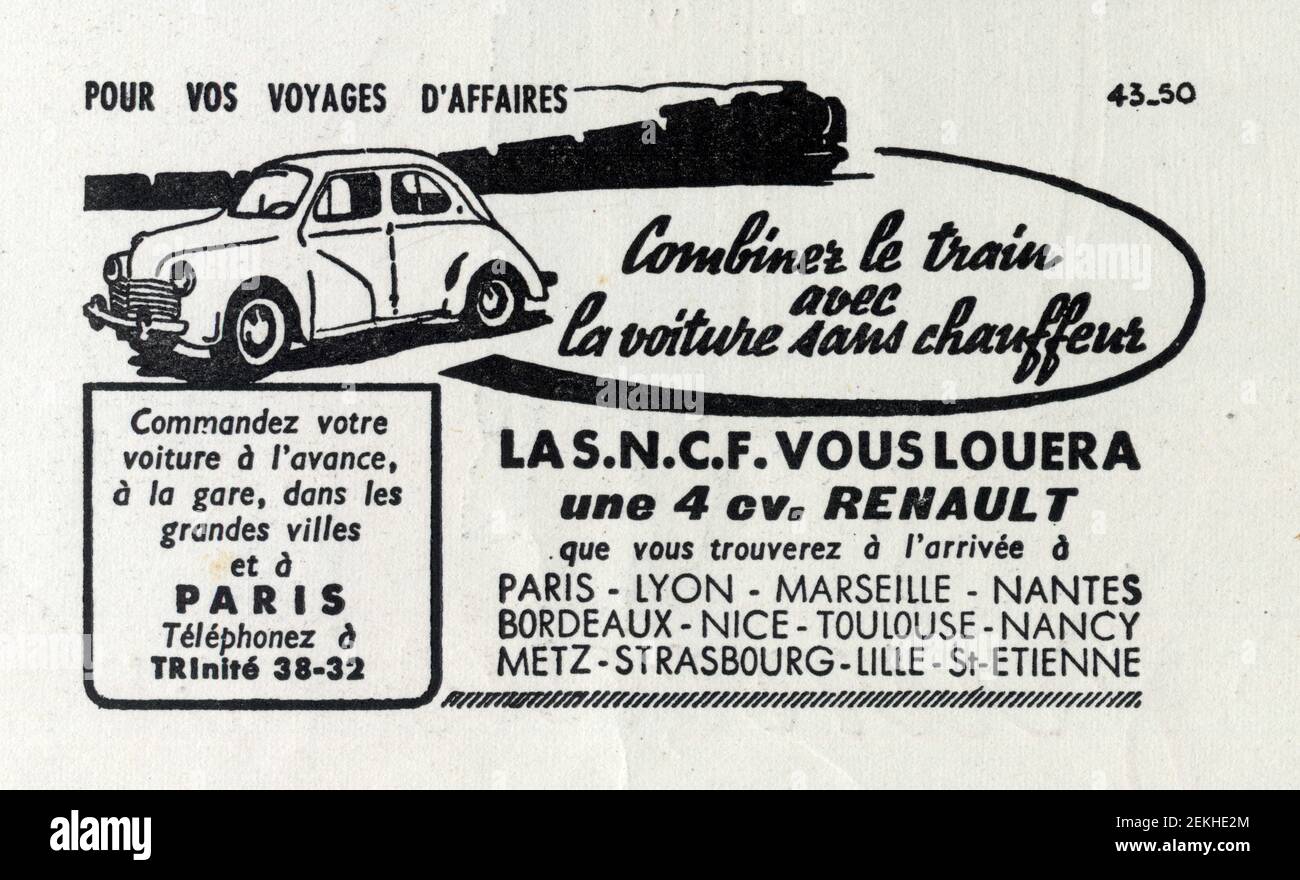 POUR VOS VOYAGES D'AFFAIRES
43-50
Combinez le train
avec
la voiture sans chauffeur
Commandez votre
voiture à l'avance,
à la gare, dans les
grandes villes
et à
PARIS
Téléphonez à
TRInité 38-32
LA S.N.C.F. VOUS LOUERA
une 4 cv. RENAULT
que vous trouverez à l'arrivée à
PARIS - LYON - MARSEILLE - NANTES
BORDEAUX - NICE - TOULOUSE - NANCY
METZ - STRASBOURG - LILLE - St-ETIENNE
alamy
Image ID: 2EKHE2M
www.alamy.com